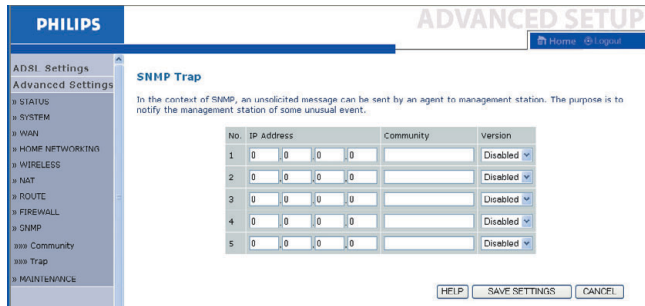 PHILIPS
ADVANCED SETUP
Home Logout
ADSL Settings
Advanced Settings
» STATUS
» SYSTEM
» WAN
» HOME NETWORKING
» WIRELESS
» NAT
» ROUTE
» FIREWALL
» SNMP
»»» Community
»»» Trap
» MAINTENANCE
SNMP Trap
In the context of SNMP, an unsolicited message can be sent by an agent to management station. The purpose is to
notify the management station of some unusual event.
No. IP Address Community Version
1 0 .0 .0 .0 Disabled
2 0 .0 .0 .0 Disabled
3 0 .0 .0 .0 Disabled
4 0 .0 .0 .0 Disabled
5 0 .0 .0 .0 Disabled
HELP SAVE SETTINGS CANCEL